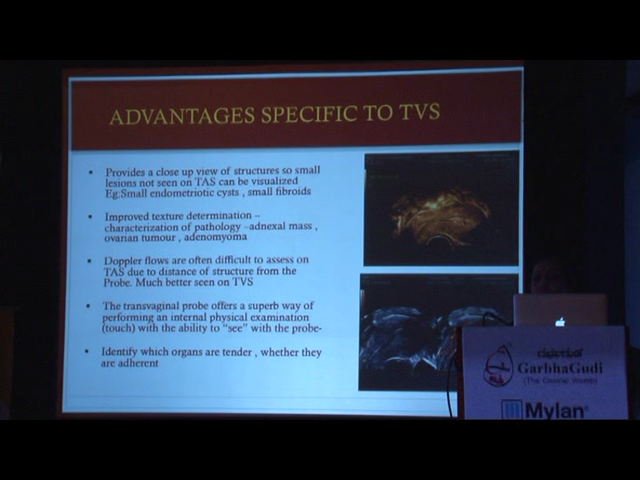 ADVANTAGES SPECIFIC TO TVS
Provides a close up view of structures so small
lesions not seen on TAS can be visualized
Eg:Small endometriotic cysts , small fibroids
Improved texture determination –
characterization of pathology –adnexal mass ,
ovarian tumour , adenomyoma
Doppler flows are often difficult to assess on
TAS due to distance of structure from the
Probe. Much better seen on TVS
The transvaginal probe offers a superb way of
performing an internal physical examination
(touch) with the ability to “see” with the probe-
Identify which organs are tender , whether they
are adherent
GarbhaGudi
Mylan